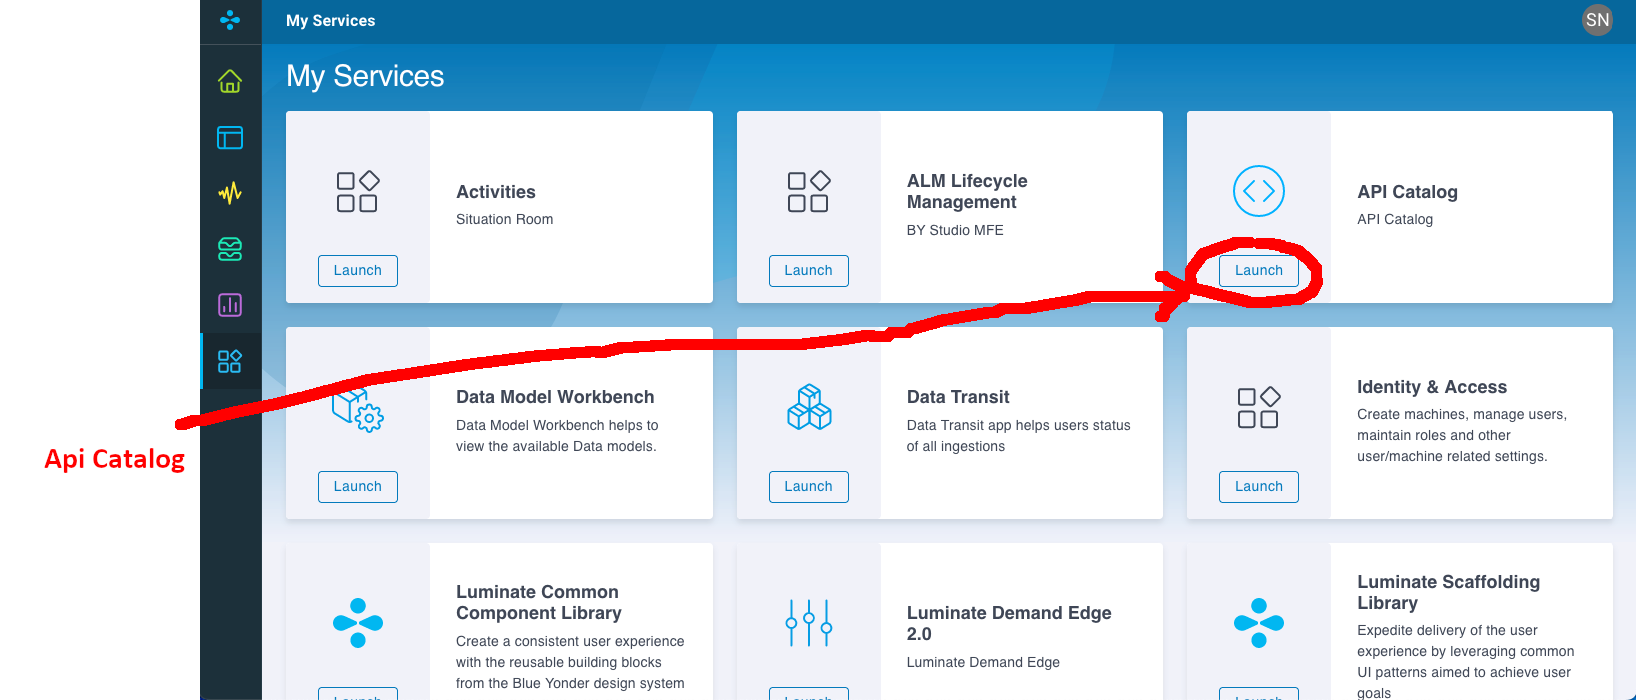 My Services
SN
My Services
Activities
Situation Room
Launch
ALM Lifecycle
Management
BY Studio MFE
Launch
API Catalog
API Catalog
Launch
Data Model Workbench
Data Model Workbench helps to
view the available Data models.
Launch
Data Transit
Data Transit app helps users status
of all ingestions
Launch
Identity & Access
Create machines, manage users,
maintain roles and other
user/machine related settings.
Launch
Api Catalog
Luminate Common
Component Library
Create a consistent user experience
with the reusable building blocks
from the Blue Yonder design system
Launch
Luminate Demand Edge
2.0
Luminate Demand Edge
Launch
Luminate Scaffolding
Library
Expedite delivery of the user
experience by leveraging common
UI patterns aimed to achieve user
goals
Launch